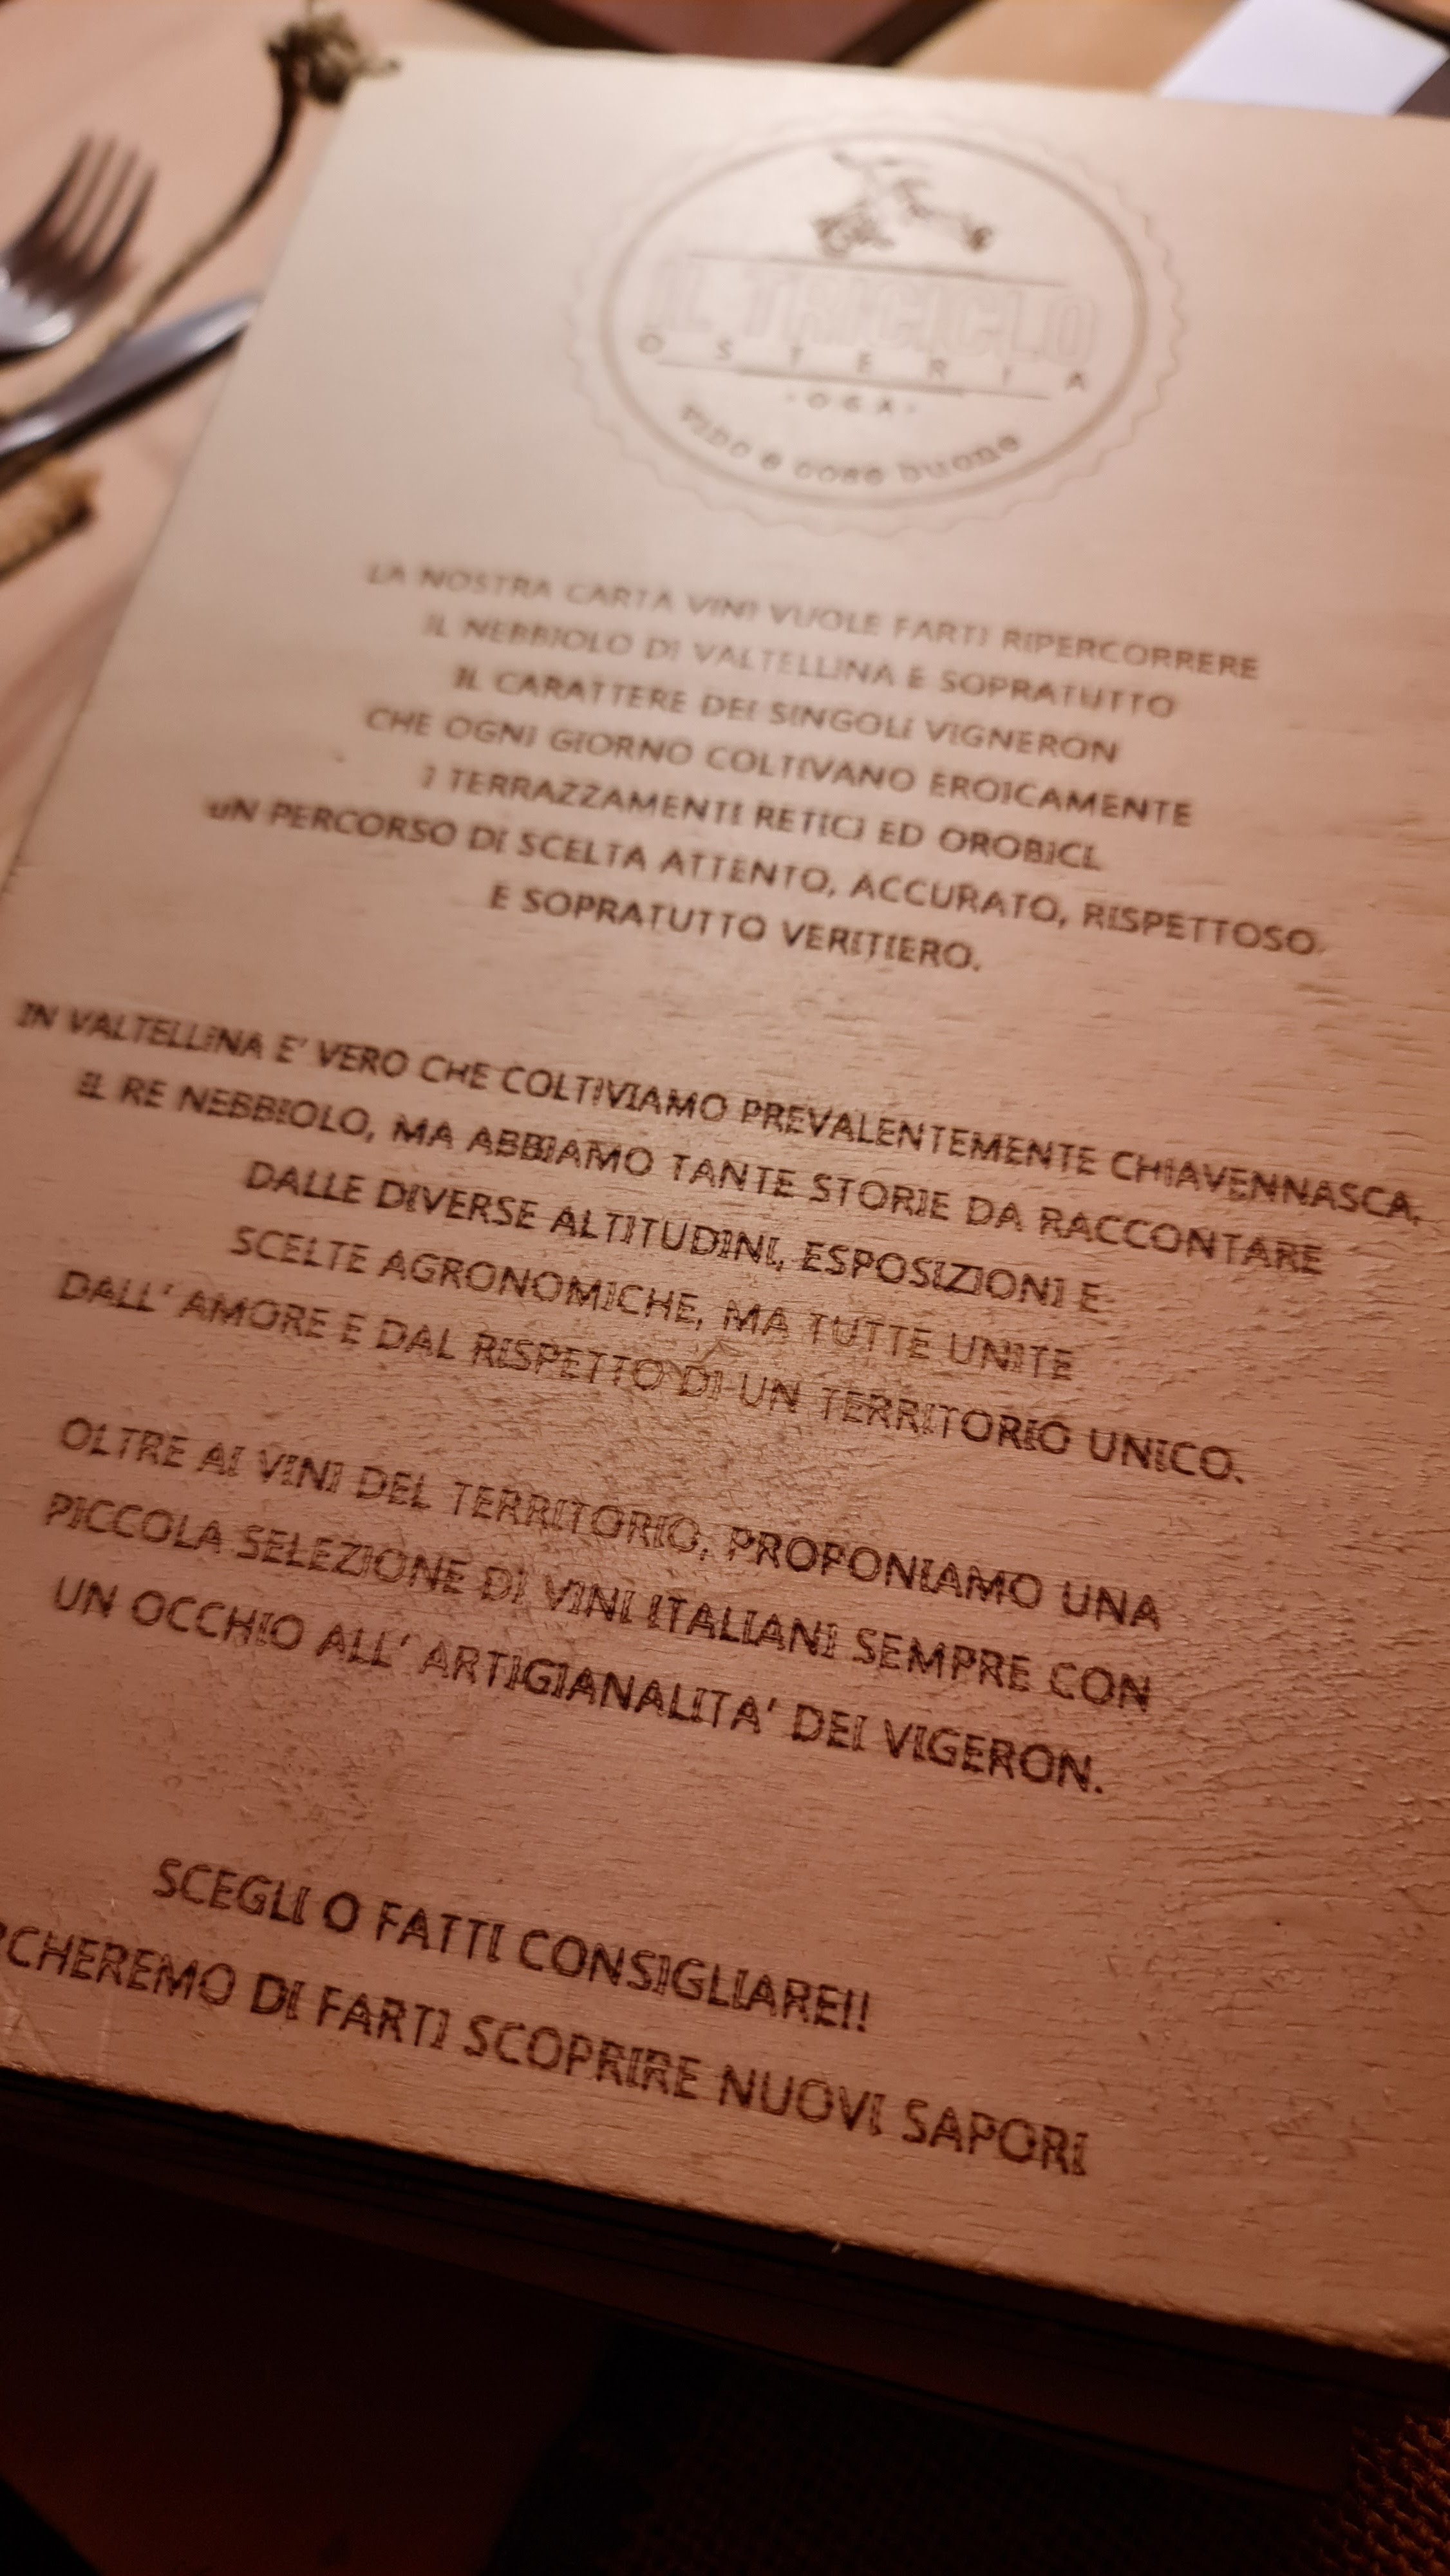 IL TRICICLO
OSTERIA
·OGA·
vino e cose buone
LA NOSTRA CARTA VINI VUOLE FARTI RIPERCORRERE
IL NEBBIOLO DI VALTELLINA E SOPRATUTTO
IL CARATTERE DEI SINGOLI VIGNERON
CHE OGNI GIORNO COLTIVANO EROICAMENTE
I TERRAZZAMENTI RETICI ED OROBICI.
UN PERCORSO DI SCELTA ATTENTO, ACCURATO, RISPETTOSO
E SOPRATUTTO VERITIERO.
IN VALTELLINA E' VERO CHE COLTIVIAMO PREVALENTEMENTE CHIAVENNASCA,
IL RE NEBBIOLO, MA ABBIAMO TANTE STORIE DA RACCONTARE
DALLE DIVERSE ALTITUDINI, ESPOSIZIONI E
SCELTE AGRONOMICHE, MA TUTTE UNITE
DALL' AMORE E DAL RISPETTO DI UN TERRITORIO UNICO.
OLTRE AI VINI DEL TERRITORIO, PROPONIAMO UNA
PICCOLA SELEZIONE DI VINI ITALIANI SEMPRE CON
UN OCCHIO ALL' ARTIGIANALITA' DEI VIGERON.
SCEGLI O FATTI CONSIGLIARE!!
RCHEREMO DI FARTI SCOPRIRE NUOVI SAPORI